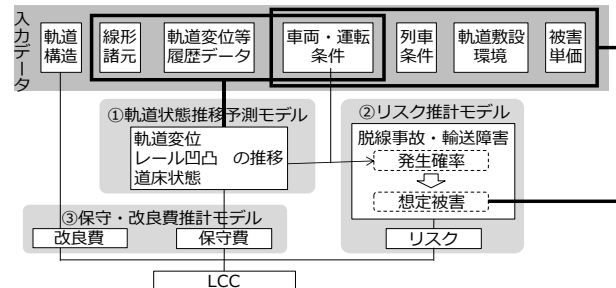 入力データ
軌道
構造
線形
諸元
軌道変位等
履歴データ
車両・運転
条件
列車
条件
軌道敷設
環境
被害
単価
①軌道状態推移予測モデル
軌道変位
レール凹凸　の推移
道床状態
②リスク推計モデル
脱線事故・輸送障害
発生確率
想定被害
リスク
③保守・改良費推計モデル
改良費
保守費
LCC